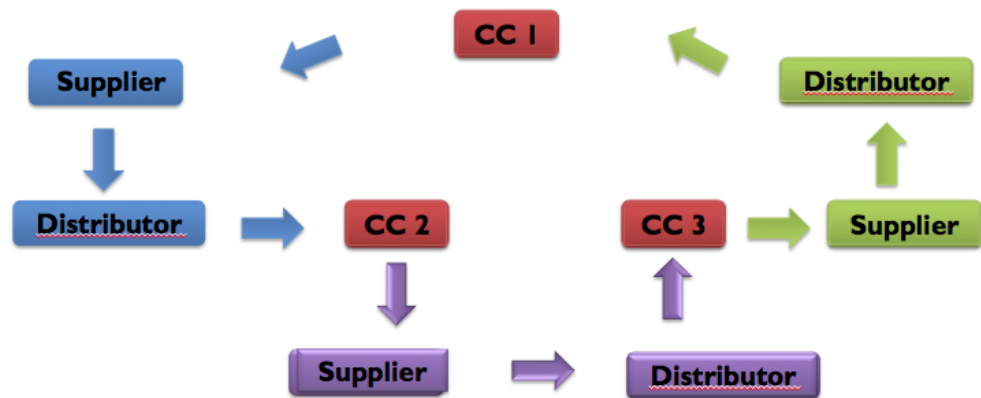 CC 1
Supplier
Distributor
Distributor
CC 2
CC 3
Supplier
Supplier
Distributor